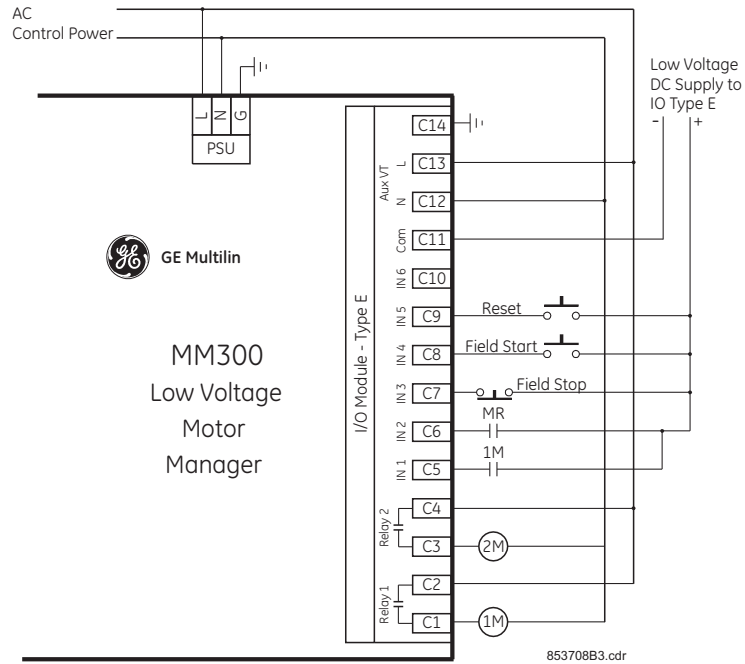 AC
Control Power
Low Voltage
DC Supply to
IO Type E
- +
L N G
PSU
GE Multilin
MM300
Low Voltage
Motor
Manager
I/O Module - Type E
C14
Aux VT
L C13
N C12
Com C11
IN 6 C10
IN 5 C9 Reset
IN 4 C8 Field Start
IN 3 C7 Field Stop
MR
IN 2 C6
1M
IN 1 C5
Relay 2
C4
C3 2M
Relay 1
C2
C1 1M
853708B3.cdr